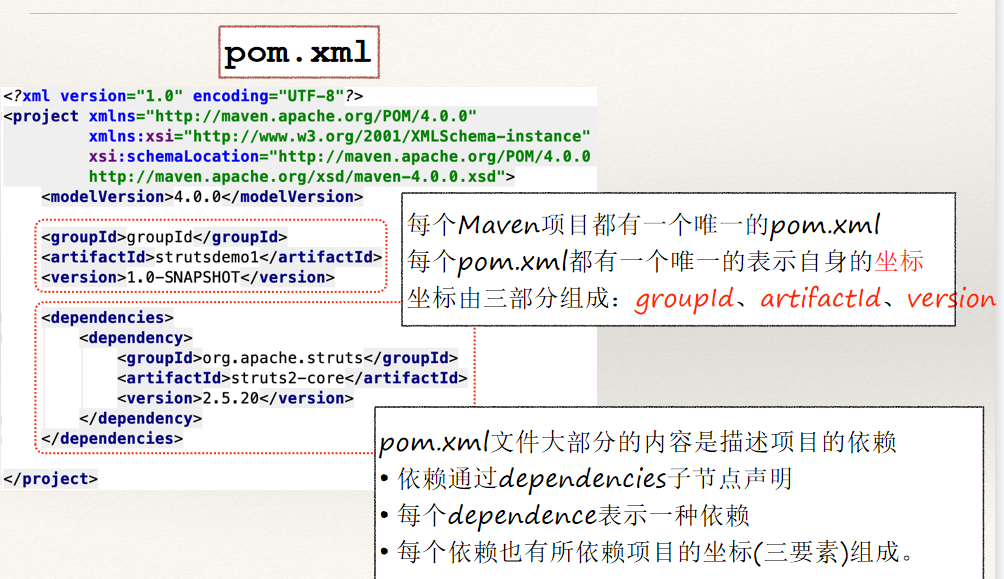 pom.xml
<?xml version="1.0" encoding="UTF-8"?>
<project xmlns="http://maven.apache.org/POM/4.0.0"
xmlns:xsi="http://www.w3.org/2001/XMLSchema-instance"
xsi:schemaLocation="http://maven.apache.org/POM/4.0.0
http://maven.apache.org/xsd/maven-4.0.0.xsd">
<modelVersion>4.0.0</modelVersion>
<groupId>groupId</groupId>
<artifactId>strutsdemo1</artifactId>
<version>1.0-SNAPSHOT</version>
<dependencies>
<dependency>
<groupId>org.apache.struts</groupId>
<artifactId>struts2-core</artifactId>
<version>2.5.20</version>
</dependency>
</dependencies>
</project>
每个Maven项目都有一个唯一的pom.xml
每个pom.xml都有一个唯一的表示自身的坐标
坐标由三部分组成：groupId、artifactId、version
pom.xml文件大部分的内容是描述项目的依赖
• 依赖通过dependencies子节点声明
• 每个dependence表示一种依赖
• 每个依赖也有所依赖项目的坐标(三要素)组成。